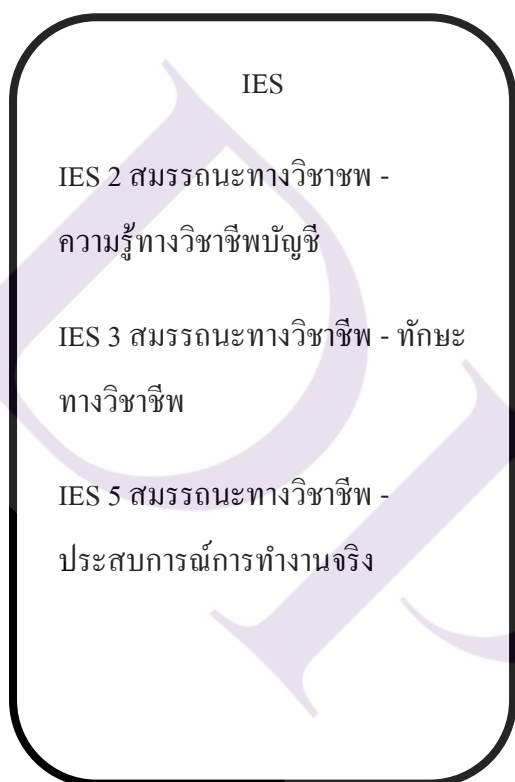 IES
IES 2 สมรรถนะทางวิชาชพ -
ความรู้ทางวิชาชีพบัญชี
IES 3 สมรรถนะทางวิชาชีพ - ทักษะ
ทางวิชาชีพ
IES 5 สมรรถนะทางวิชาชีพ -
ประสบการณ์การทำงานจริง